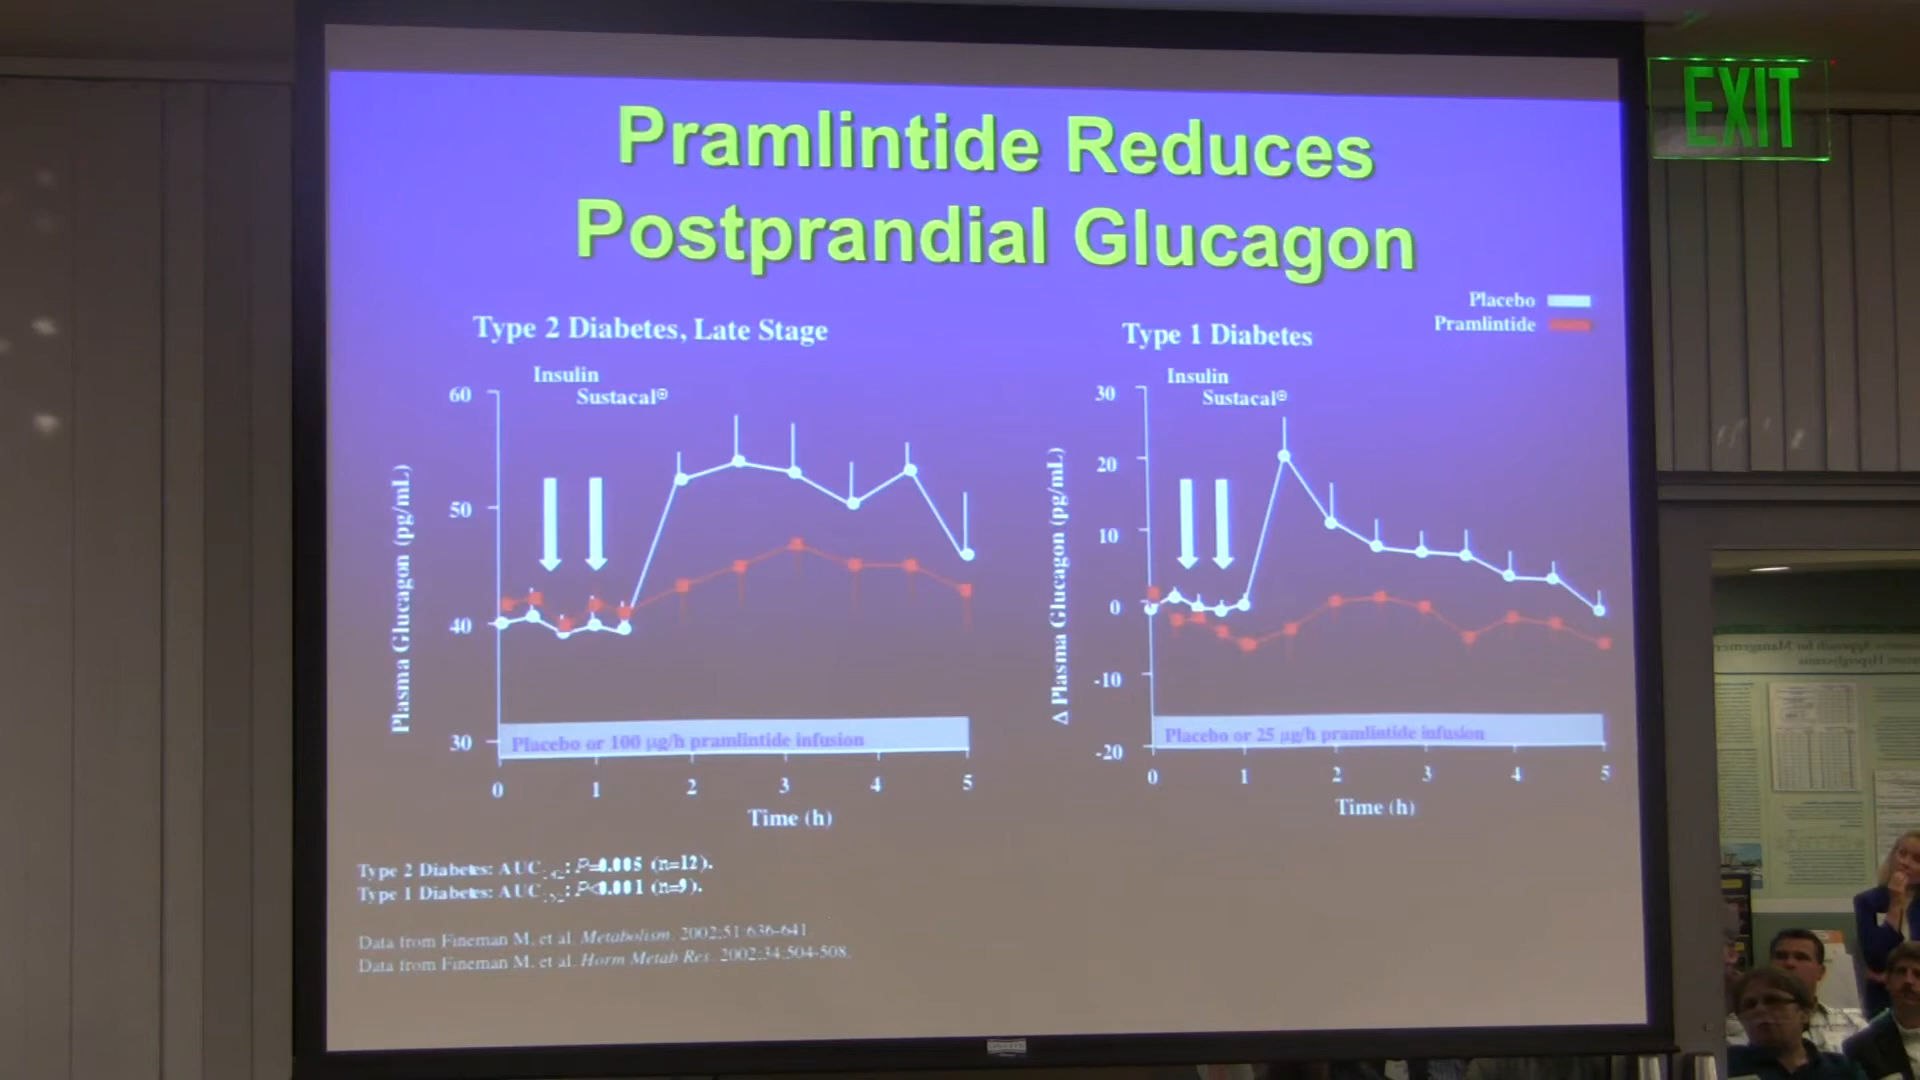 EXIT
Pramlintide Reduces
Postprandial Glucagon
Placebo
Pramlintide
Type 2 Diabetes, Late Stage
Insulin
Sustacal®
60
50
40
30
Plasma Glucagon (pg/mL)
Placebo or 100 µg/h pramlintide infusion
0 1 2 3 4 5
Time (h)
Type 1 Diabetes
Insulin
Sustacal®
30
20
10
0
-10
-20
Δ Plasma Glucagon (pg/mL)
Placebo or 25 µg/h pramlintide infusion
0 1 2 3 4 5
Time (h)
Type 2 Diabetes: AUC : P=0.005 (n=12).
Type 1 Diabetes: AUC : P<0.001 (n=9).
Data from Fineman M, et al. Metabolism. 2002;51:636-641.
Data from Fineman M, et al. Horm Metab Res. 2002;34:504-508.
Approach for Management
Hyperglycemia